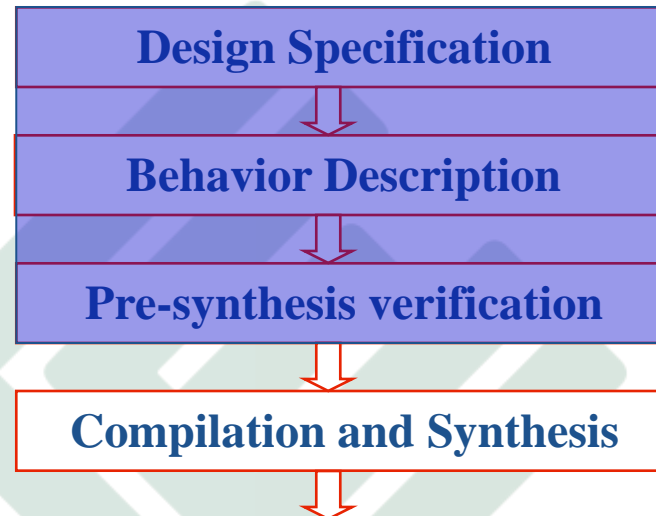 Design Specification
Behavior Description
Pre-synthesis verification
Compilation and Synthesis